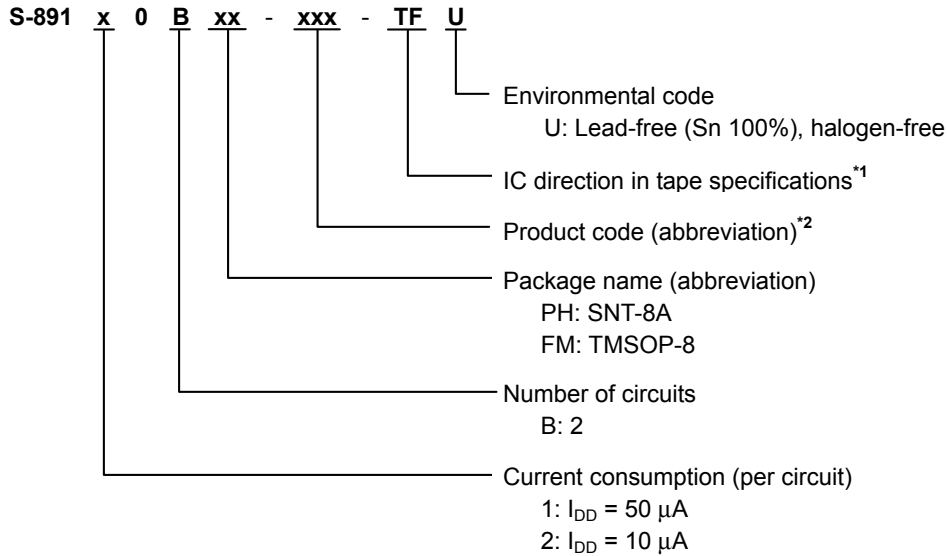 S-891 x 0 B xx - xxx - TF U
Environmental code
U: Lead-free (Sn 100%), halogen-free
IC direction in tape specifications*1
Product code (abbreviation)*2
Package name (abbreviation)
PH: SNT-8A
FM: TMSOP-8
Number of circuits
B: 2
Current consumption (per circuit)
1: IDD = 50 μA
2: IDD = 10 μA